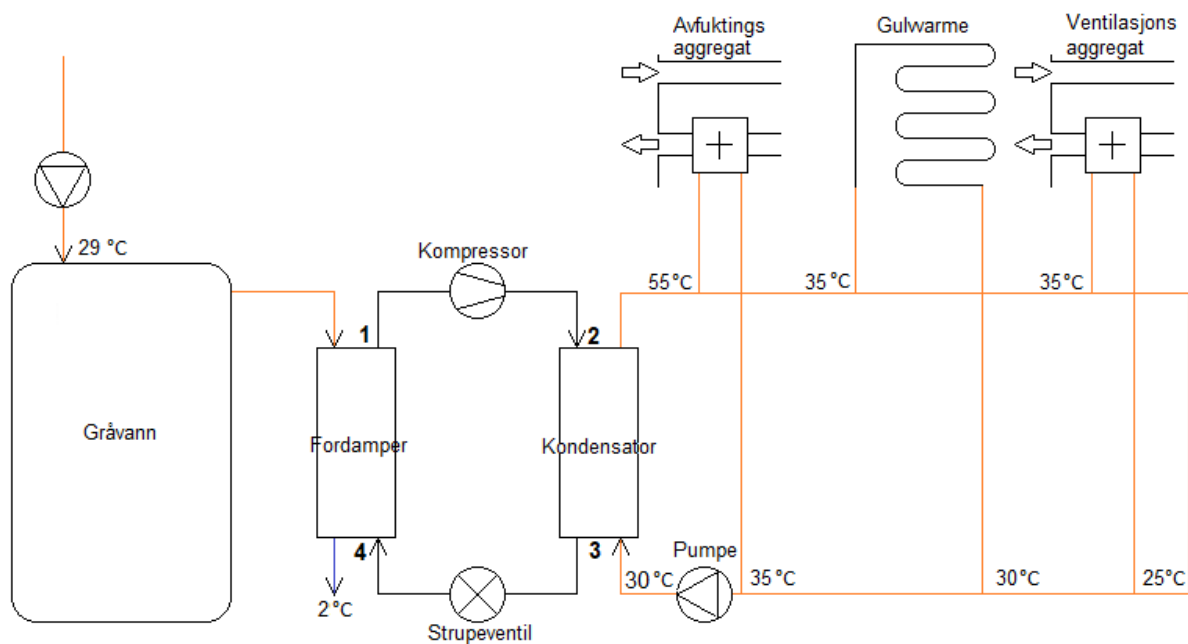 Avfuktings
aggregat
Gulvvarme
Ventilasjons
aggregat
29 °C
Kompressor
55 °C
35 °C
35 °C
1
2
Gråvann
Fordamper
Kondensator
4
3
Pumpe
2 °C
30 °C
35 °C
30 °C
25 °C
Strupeventil